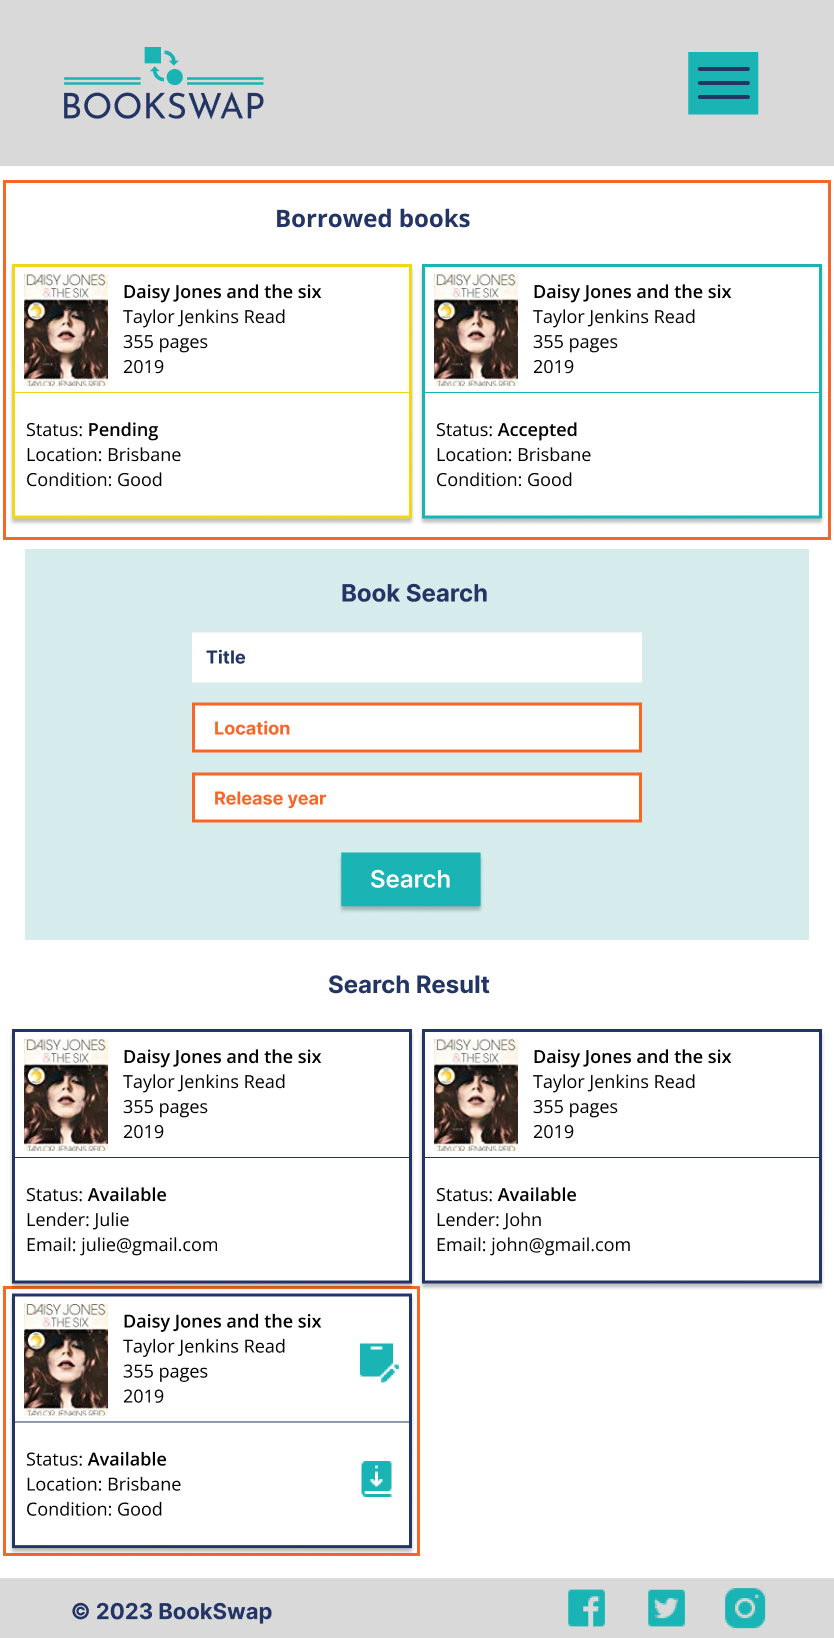 BOOKSWAP
Borrowed books
DAISY JONES
& THE SIX
TAYLOR JENKINS REID
Daisy Jones and the six
Taylor Jenkins Read
355 pages
2019
Status: Pending
Location: Brisbane
Condition: Good
DAISY JONES
& THE SIX
TAYLOR JENKINS REID
Daisy Jones and the six
Taylor Jenkins Read
355 pages
2019
Status: Accepted
Location: Brisbane
Condition: Good
Book Search
Title
Location
Release year
Search
Search Result
DAISY JONES
& THE SIX
TAYLOR JENKINS REID
Daisy Jones and the six
Taylor Jenkins Read
355 pages
2019
Status: Available
Lender: Julie
Email: julie@gmail.com
DAISY JONES
& THE SIX
TAYLOR JENKINS REID
Daisy Jones and the six
Taylor Jenkins Read
355 pages
2019
Status: Available
Lender: John
Email: john@gmail.com
DAISY JONES
& THE SIX
TAYLOR JENKINS REID
Daisy Jones and the six
Taylor Jenkins Read
355 pages
2019
Status: Available
Location: Brisbane
Condition: Good
© 2023 BookSwap